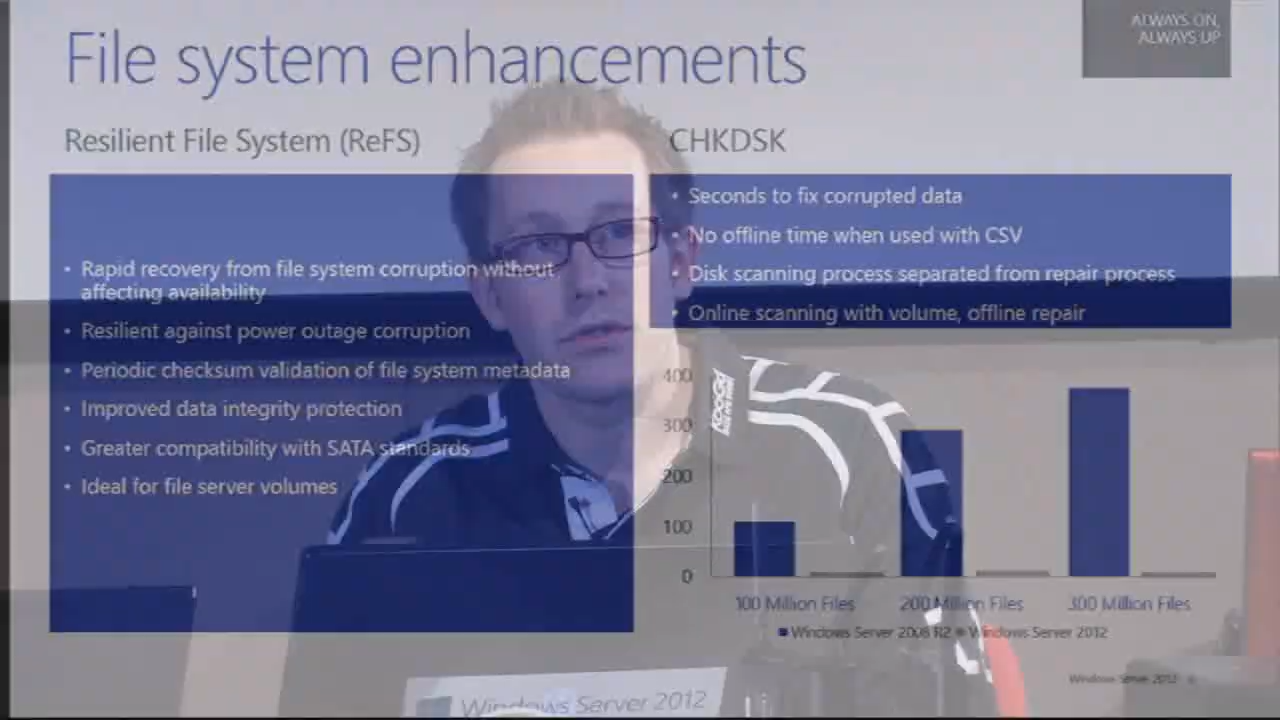 ALWAYS ON,
ALWAYS UP
File system enhancements
Resilient File System (ReFS)
• Rapid recovery from file system corruption without
affecting availability
• Resilient against power outage corruption
• Periodic checksum validation of file system metadata
• Improved data integrity protection
• Greater compatibility with SATA standards
• Ideal for file server volumes
CHKDSK
• Seconds to fix corrupted data
• No offline time when used with CSV
• Disk scanning process separated from repair process
• Online scanning with volume, offline repair
400
300
200
100
0
100 Million Files 200 Million Files 300 Million Files
Windows Server 2008 R2 Windows Server 2012
Windows Server 2012
Windows Server 2012